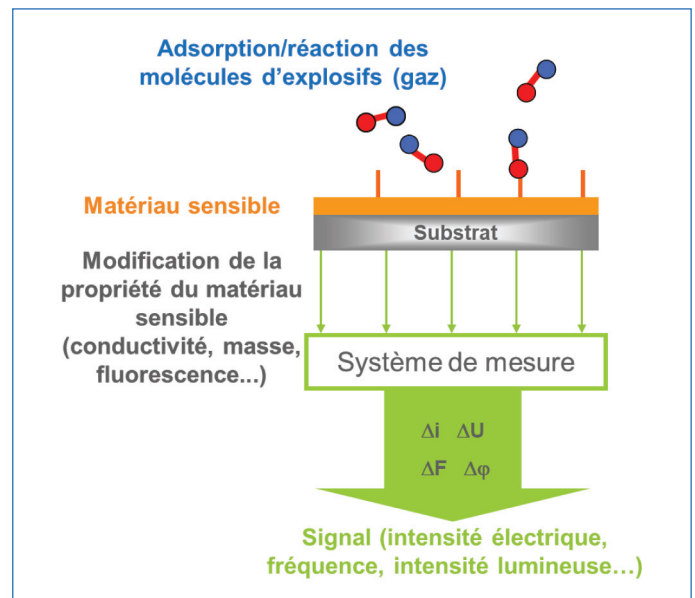 Adsorption/réaction des
molécules d’explosifs (gaz)
Matériau sensible
Substrat
Modification de la
propriété du matériau
sensible
(conductivité, masse,
fluorescence...)
Système de mesure
Δi ΔU
ΔF Δφ
Signal (intensité électrique,
fréquence, intensité lumineuse…)